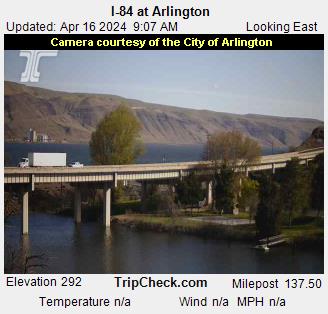 I-84 at Arlington
Updated: Apr 16 2024 9:07 AM Looking East
Camera courtesy of the City of Arlington
Elevation 292 TripCheck.com Milepost 137.50
Temperature n/a Wind n/a MPH n/a